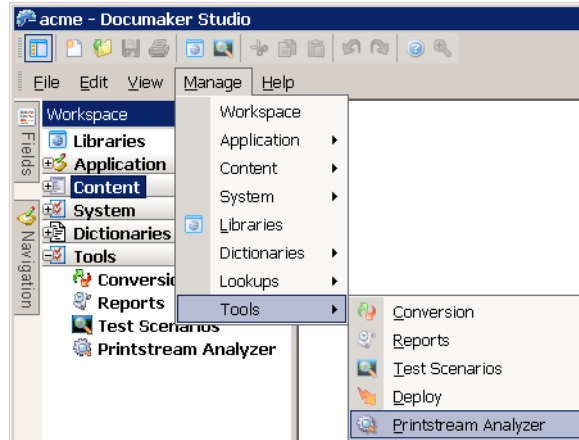 acme - Documaker Studio
File Edit View Manage Help
Fields
Navigation
Workspace
Libraries
Application
Content
System
Dictionaries
Tools
Conversio
Reports
Test Scenarios
Printstream Analyzer
Workspace
Application
Content
System
Libraries
Dictionaries
Lookups
Tools
Conversion
Reports
Test Scenarios
Deploy
Printstream Analyzer